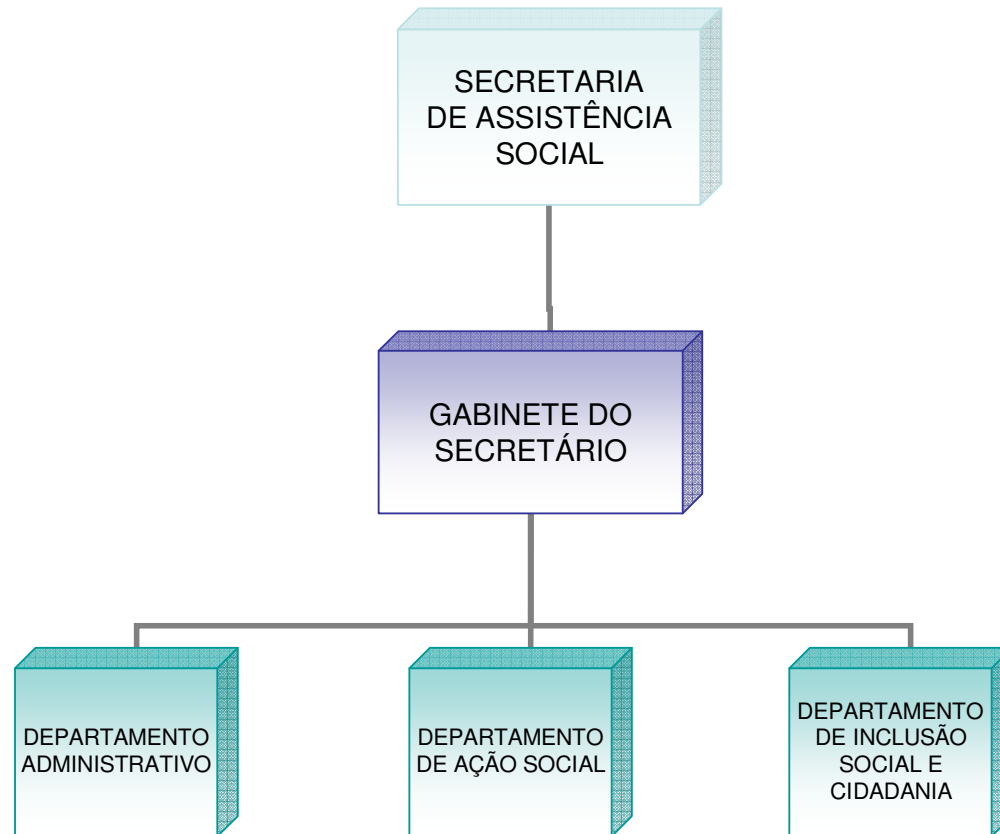 SECRETARIA
DE ASSISTÊNCIA
SOCIAL
GABINETE DO
SECRETÁRIO
DEPARTAMENTO
ADMINISTRATIVO
DEPARTAMENTO
DE AÇÃO SOCIAL
DEPARTAMENTO
DE INCLUSÃO
SOCIAL E
CIDADANIA